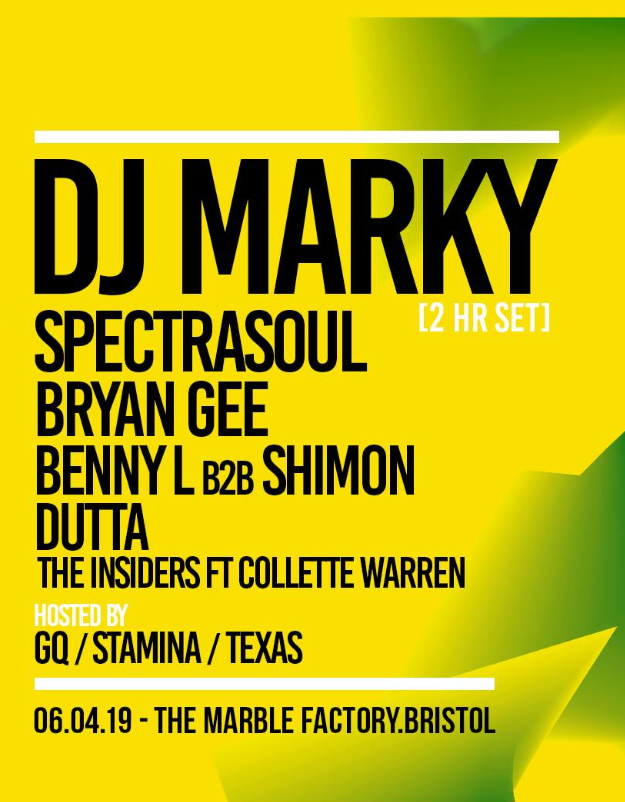 DJ MARKY
[2 HR SET]
SPECTRASOUL
BRYAN GEE
BENNY L B2B SHIMON
DUTTA
THE INSIDERS FT COLLETTE WARREN
HOSTED BY
GQ / STAMINA / TEXAS
06.04.19 - THE MARBLE FACTORY.BRISTOL